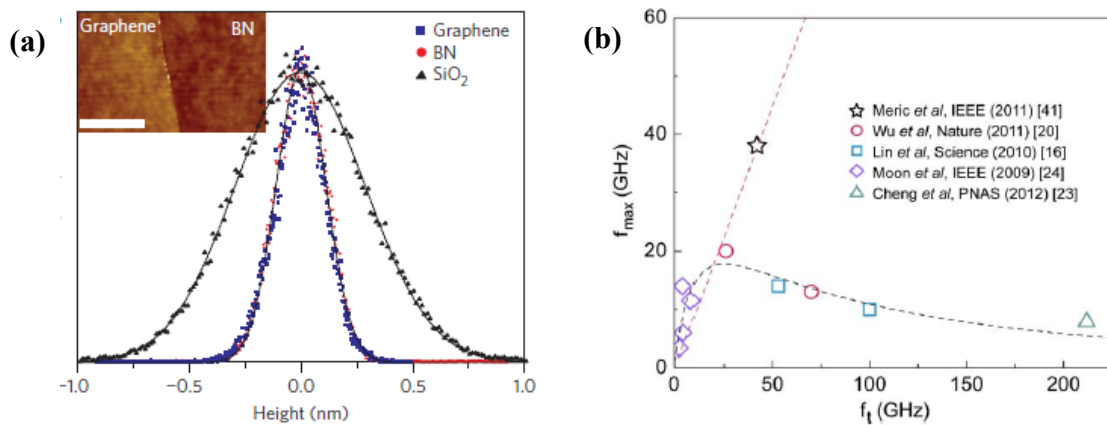 (a)
Graphene
BN
Graphene
BN
SiO₂
-1.0
-0.5
0.0
0.5
1.0
Height (nm)
(b)
60
40
20
0
f_max (GHz)
Meric et al, IEEE (2011) [41]
Wu et al, Nature (2011) [20]
Lin et al, Science (2010) [16]
Moon et al, IEEE (2009) [24]
Cheng et al, PNAS (2012) [23]
0
50
100
150
200
f_t (GHz)